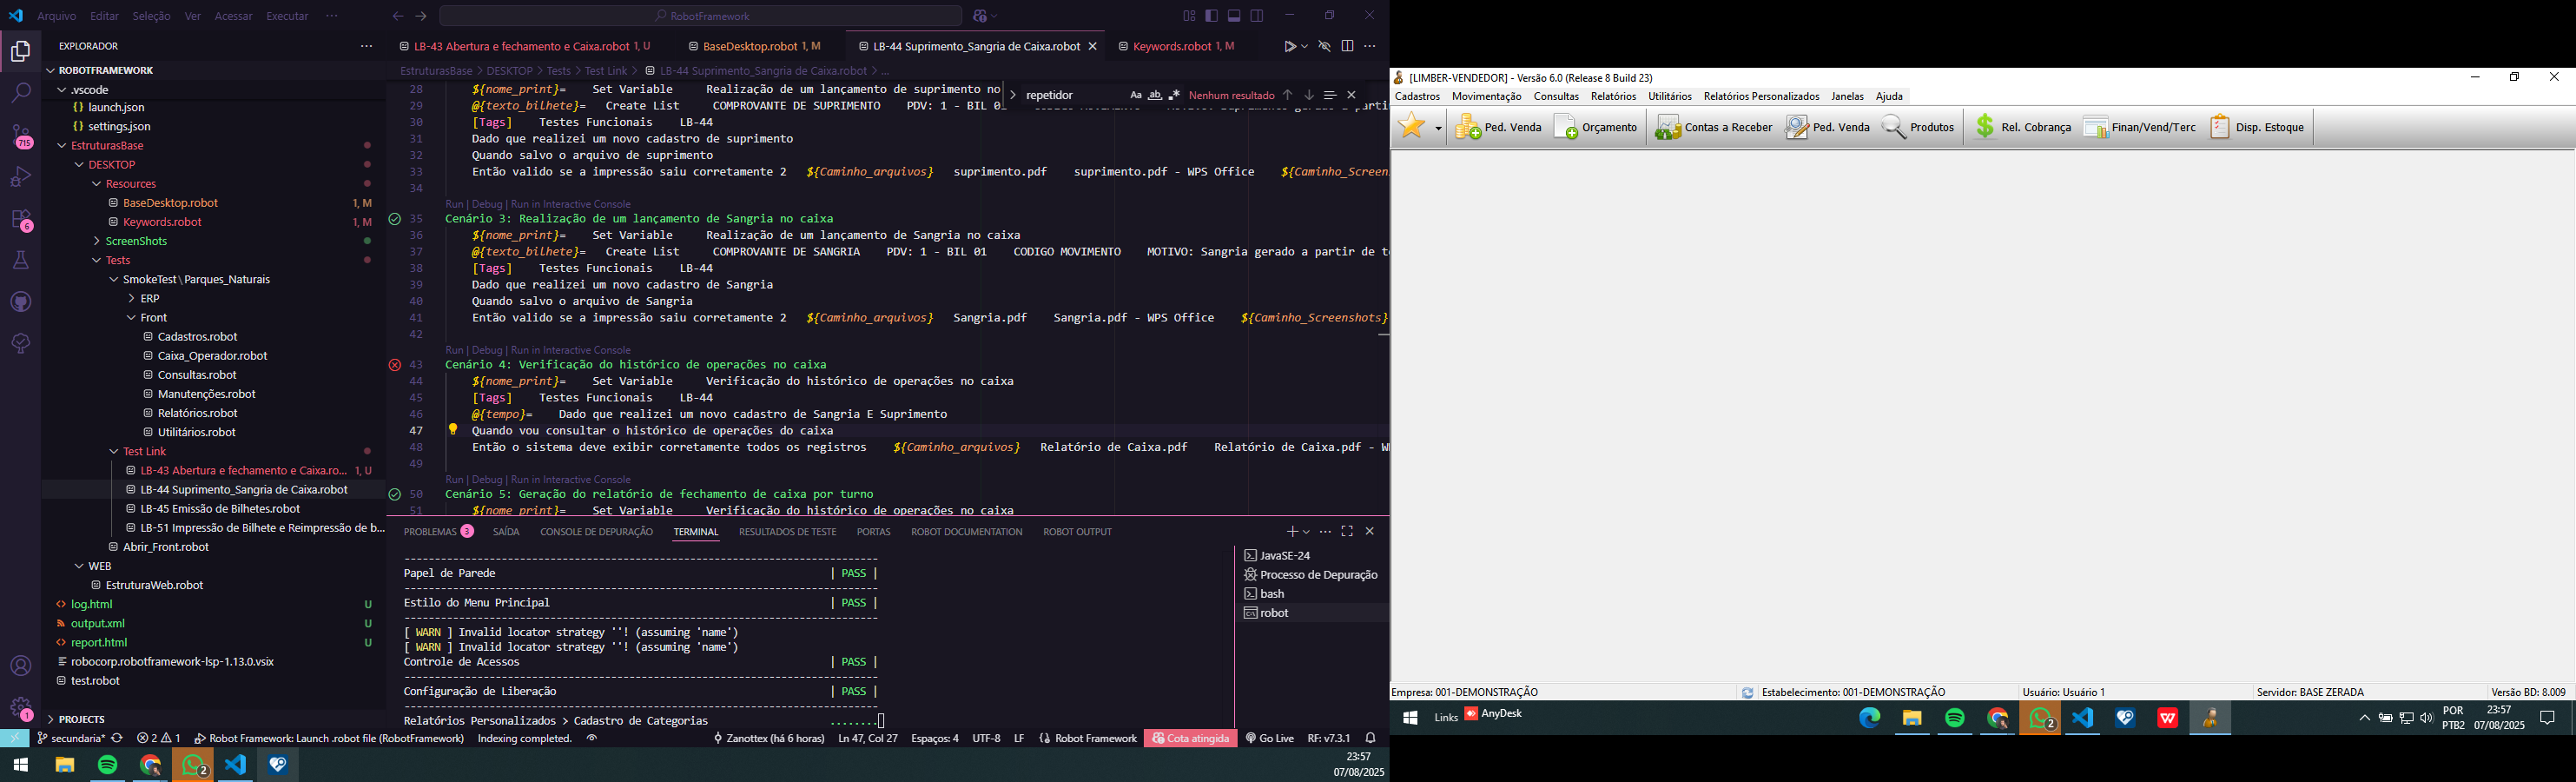 Arquivo Editar Seleção Ver Acessar Executar ··· RobotFramework
EXPLORADOR
ROBOTFRAMEWORK
.vscode
launch.json
settings.json
EstruturasBase
DESKTOP
Resources
BaseDesktop.robot 1, M
Keywords.robot 1, M
ScreenShots
Tests
SmokeTest\Parques_Naturais
ERP
Front
Cadastros.robot
Caixa_Operador.robot
Consultas.robot
Manutenções.robot
Relatórios.robot
Utilitários.robot
Test Link
LB-43 Abertura e fechamento e Caixa.ro... 1, U
LB-44 Suprimento_Sangria de Caixa.robot
LB-45 Emissão de Bilhetes.robot
LB-51 Impressão de Bilhete e Reimpressão de b...
Abrir_Front.robot
WEB
EstruturaWeb.robot
log.html U
output.xml U
report.html U
robocorp.robotframework-lsp-1.13.0.vsix
test.robot
PROJECTS
715
6
1
LB-43 Abertura e fechamento e Caixa.robot 1, U BaseDesktop.robot 1, M LB-44 Suprimento_Sangria de Caixa.robot Keywords.robot 1, M
EstruturasBase > DESKTOP > Tests > Test Link > LB-44 Suprimento_Sangria de Caixa.robot > ...
repetidor Aa ab Nenhum resultado
28 ${nome_print}= Set Variable Realização de um lançamento de suprimento no
29 @{texto_bilhete}= Create List COMPROVANTE DE SUPRIMENTO PDV: 1 - BIL 01
30 [Tags] Testes Funcionais LB-44
31 Dado que realizei um novo cadastro de suprimento
32 Quando salvo o arquivo de suprimento
33 Então valido se a impressão saiu corretamente 2 ${Caminho_arquivos} suprimento.pdf suprimento.pdf - WPS Office ${Caminho_Screen
34
Run | Debug | Run in Interactive Console
35 Cenário 3: Realização de um lançamento de Sangria no caixa
36 ${nome_print}= Set Variable Realização de um lançamento de Sangria no caixa
37 @{texto_bilhete}= Create List COMPROVANTE DE SANGRIA PDV: 1 - BIL 01 CODIGO MOVIMENTO MOTIVO: Sangria gerado a partir de t
38 [Tags] Testes Funcionais LB-44
39 Dado que realizei um novo cadastro de Sangria
40 Quando salvo o arquivo de Sangria
41 Então valido se a impressão saiu corretamente 2 ${Caminho_arquivos} Sangria.pdf Sangria.pdf - WPS Office ${Caminho_Screenshots}
42
Run | Debug | Run in Interactive Console
43 Cenário 4: Verificação do histórico de operações no caixa
44 ${nome_print}= Set Variable Verificação do histórico de operações no caixa
45 [Tags] Testes Funcionais LB-44
46 @{tempo}= Dado que realizei um novo cadastro de Sangria E Suprimento
47 Quando vou consultar o histórico de operações do caixa
48 Então o sistema deve exibir corretamente todos os registros ${Caminho_arquivos} Relatório de Caixa.pdf Relatório de Caixa.pdf - W
49
Run | Debug | Run in Interactive Console
50 Cenário 5: Geração do relatório de fechamento de caixa por turno
51 ${nome_print}= Set Variable Verificação do histórico de operações no caixa
PROBLEMAS 3 SAÍDA CONSOLE DE DEPURAÇÃO TERMINAL RESULTADOS DE TESTE PORTAS ROBOT DOCUMENTATION ROBOT OUTPUT
------------------------------------------------------------------------
Papel de Parede | PASS |
------------------------------------------------------------------------
Estilo do Menu Principal | PASS |
------------------------------------------------------------------------
[ WARN ] Invalid locator strategy ''! (assuming 'name')
[ WARN ] Invalid locator strategy ''! (assuming 'name')
Controle de Acessos | PASS |
------------------------------------------------------------------------
Configuração de Liberação | PASS |
------------------------------------------------------------------------
Relatórios Personalizados > Cadastro de Categorias ........
JavaSE-24
Processo de Depuração
bash
robot
secundaria* 2 1 Robot Framework: Launch .robot file (RobotFramework) Indexing completed. Zanottex (há 6 horas) Ln 47, Col 27 Espaços: 4 UTF-8 LF Robot Framework Cota atingida Go Live RF: v7.3.1
2
23:57
07/08/2025
[LIMBER-VENDEDOR] - Versão 6.0 (Release 8 Build 23)
Cadastros Movimentação Consultas Relatórios Utilitários Relatórios Personalizados Janelas Ajuda
Ped. Venda Orçamento Contas a Receber Ped. Venda Produtos Rel. Cobrança Finan/Vend/Terc Disp. Estoque
Empresa: 001-DEMONSTRAÇÃO Estabelecimento: 001-DEMONSTRAÇÃO Usuário: Usuário 1 Servidor: BASE ZERADA Versão BD: 8.009
Links AnyDesk 2 POR 23:57
PTB2 07/08/2025